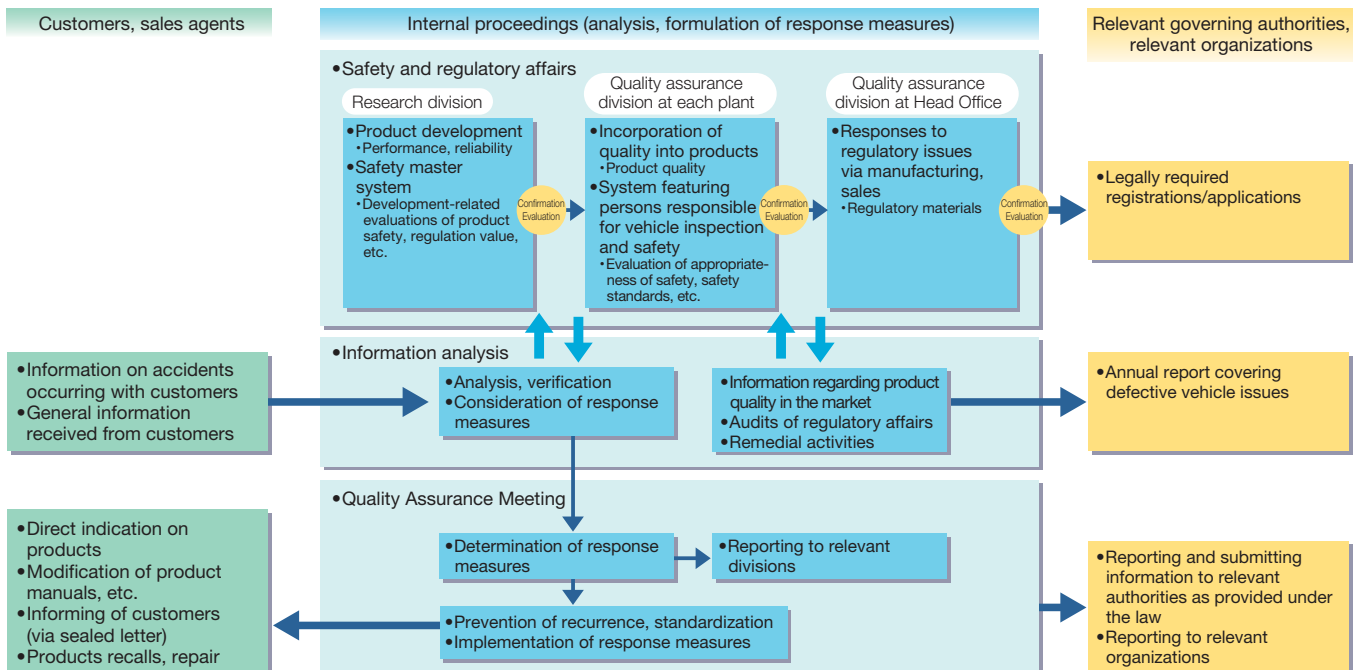 Customers, sales agents
Internal proceedings (analysis, formulation of response measures)
Relevant governing authorities,
relevant organizations
•Safety and regulatory affairs
Research division
•Product development
•Performance, reliability
•Safety master
system
•Development-related
evaluations of product
safety, regulation value,
etc.
Confirmation
Evaluation
Quality assurance
division at each plant
•Incorporation of
quality into products
•Product quality
•System featuring
persons responsible
for vehicle inspection
and safety
•Evaluation of appropriate-
ness of safety, safety
standards, etc.
Confirmation
Evaluation
Quality assurance
division at Head Office
•Responses to
regulatory issues
via manufacturing,
sales
•Regulatory materials
Confirmation
Evaluation
•Legally required
registrations/applications
•Information on accidents
occurring with customers
•General information
received from customers
•Information analysis
•Analysis, verification
•Consideration of response
measures
•Information regarding product
quality in the market
•Audits of regulatory affairs
•Remedial activities
•Annual report covering
defective vehicle issues
•Quality Assurance Meeting
•Determination of response
measures
•Reporting to relevant
divisions
•Prevention of recurrence, standardization
•Implementation of response measures
•Direct indication on
products
•Modification of product
manuals, etc.
•Informing of customers
(via sealed letter)
•Products recalls, repair
•Reporting and submitting
information to relevant
authorities as provided under
the law
•Reporting to relevant
organizations